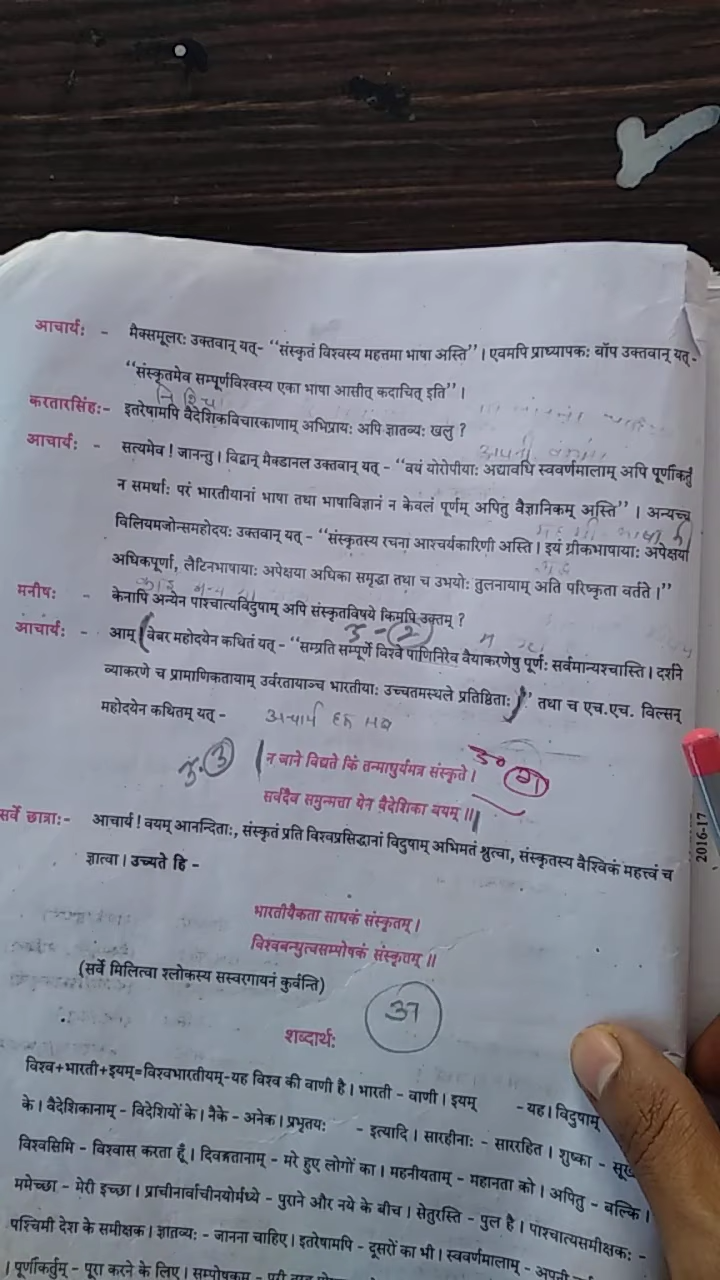 आचार्यः - मैक्समूलरः उक्तवान् यत्- “संस्कृतं विश्वस्य महत्तमा भाषा अस्ति”। एवमपि प्राध्यापकः बॉप उक्तवान् यत्-
“संस्कृतमेव सम्पूर्णविश्वस्य एका भाषा आसीत् कदाचित् इति”।
करतारसिंहः- इतरेषामपि वैदेशिकविचारकाणाम् अभिप्रायः अपि ज्ञातव्यः खलु ?
आचार्यः - सत्यमेव ! जानन्तु। विद्वान् मैक्डानल उक्तवान् यत् - “वयं योरोपीयाः अद्यावधि स्ववर्णमालाम् अपि पूर्णीकर्तुं
न समर्थाः परं भारतीयानां भाषा तथा भाषाविज्ञानं न केवलं पूर्णम् अपितु वैज्ञानिकम् अस्ति”। अन्यच्च
विलियमजोन्समहोदयः उक्तवान् यत् - “संस्कृतस्य रचना आश्चर्यकारिणी अस्ति। इयं ग्रीकभाषायाः अपेक्षया
अधिकपूर्णा, लैटिनभाषायाः अपेक्षया अधिका समृद्धा तथा च उभयोः तुलनायाम् अति परिष्कृता वर्तते।”
मनीषः - केनापि अन्येन पाश्चात्यविदुषाम् अपि संस्कृतविषये किमपि उक्तम् ?
उ - 2
आचार्यः - आम् वेबर महोदयेन कथितं यत् - “सम्प्रति सम्पूर्णे विश्वे पाणिनिरेव वैयाकरणेषु पूर्णः सर्वमान्यश्चास्ति। दर्शने
व्याकरणे च प्रामाणिकतायाम् उर्वरतायाञ्च भारतीयाः उच्चतमस्थले प्रतिष्ठिताः” तथा च एच.एच. विल्सन्
महोदयेन कथितम् यत् -
उ. 3 न जाने विद्यते किं तन्माधुर्यमत्र संस्कृते।
सर्वदैव समुन्मत्ता येन वैदेशिका वयम्॥
सर्वे छात्राः- आचार्य ! वयम् आनन्दिताः, संस्कृतं प्रति विश्वप्रसिद्धानां विदुषाम् अभिमतं श्रुत्वा, संस्कृतस्य वैश्विकं महत्त्वं च
ज्ञात्वा। उच्यते हि -
भारतीयैकता साधकं संस्कृतम्।
विश्वबन्धुत्वसम्पोषकं संस्कृतम्॥
(सर्वे मिलित्वा श्लोकस्य सस्वरगायनं कुर्वन्ति)
अ
शब्दार्थः
विश्व+भारती+इयम्=विश्वभारतीयम्-यह विश्व की वाणी है। भारती - वाणी। इयम् - यह। विदुषाम्
के। वैदेशिकानाम् - विदेशियों के। नैके - अनेक। प्रभृतयः - इत्यादि। सारहीनाः - साररहित। शुष्का -
विश्वसिमि - विश्वास करता हूँ। दिवङ्गतानाम् - मरे हुए लोगों का। महनीयताम् - महानता को। अपितु - बल्कि।
ममेच्छा - मेरी इच्छा। प्राचीनार्वाचीनयोर्मध्ये - पुराने और नये के बीच। सेतुरस्ति - पुल है। पाश्चात्यसमीक्षकः -
पश्चिमी देश के समीक्षक। ज्ञातव्यः - जानना चाहिए। इतरेषामपि - दूसरों का भी। स्ववर्णमालाम् -
। पूर्णीकर्तुम् - पूरा करने के लिए। सम्पोषकम् -
2016-17